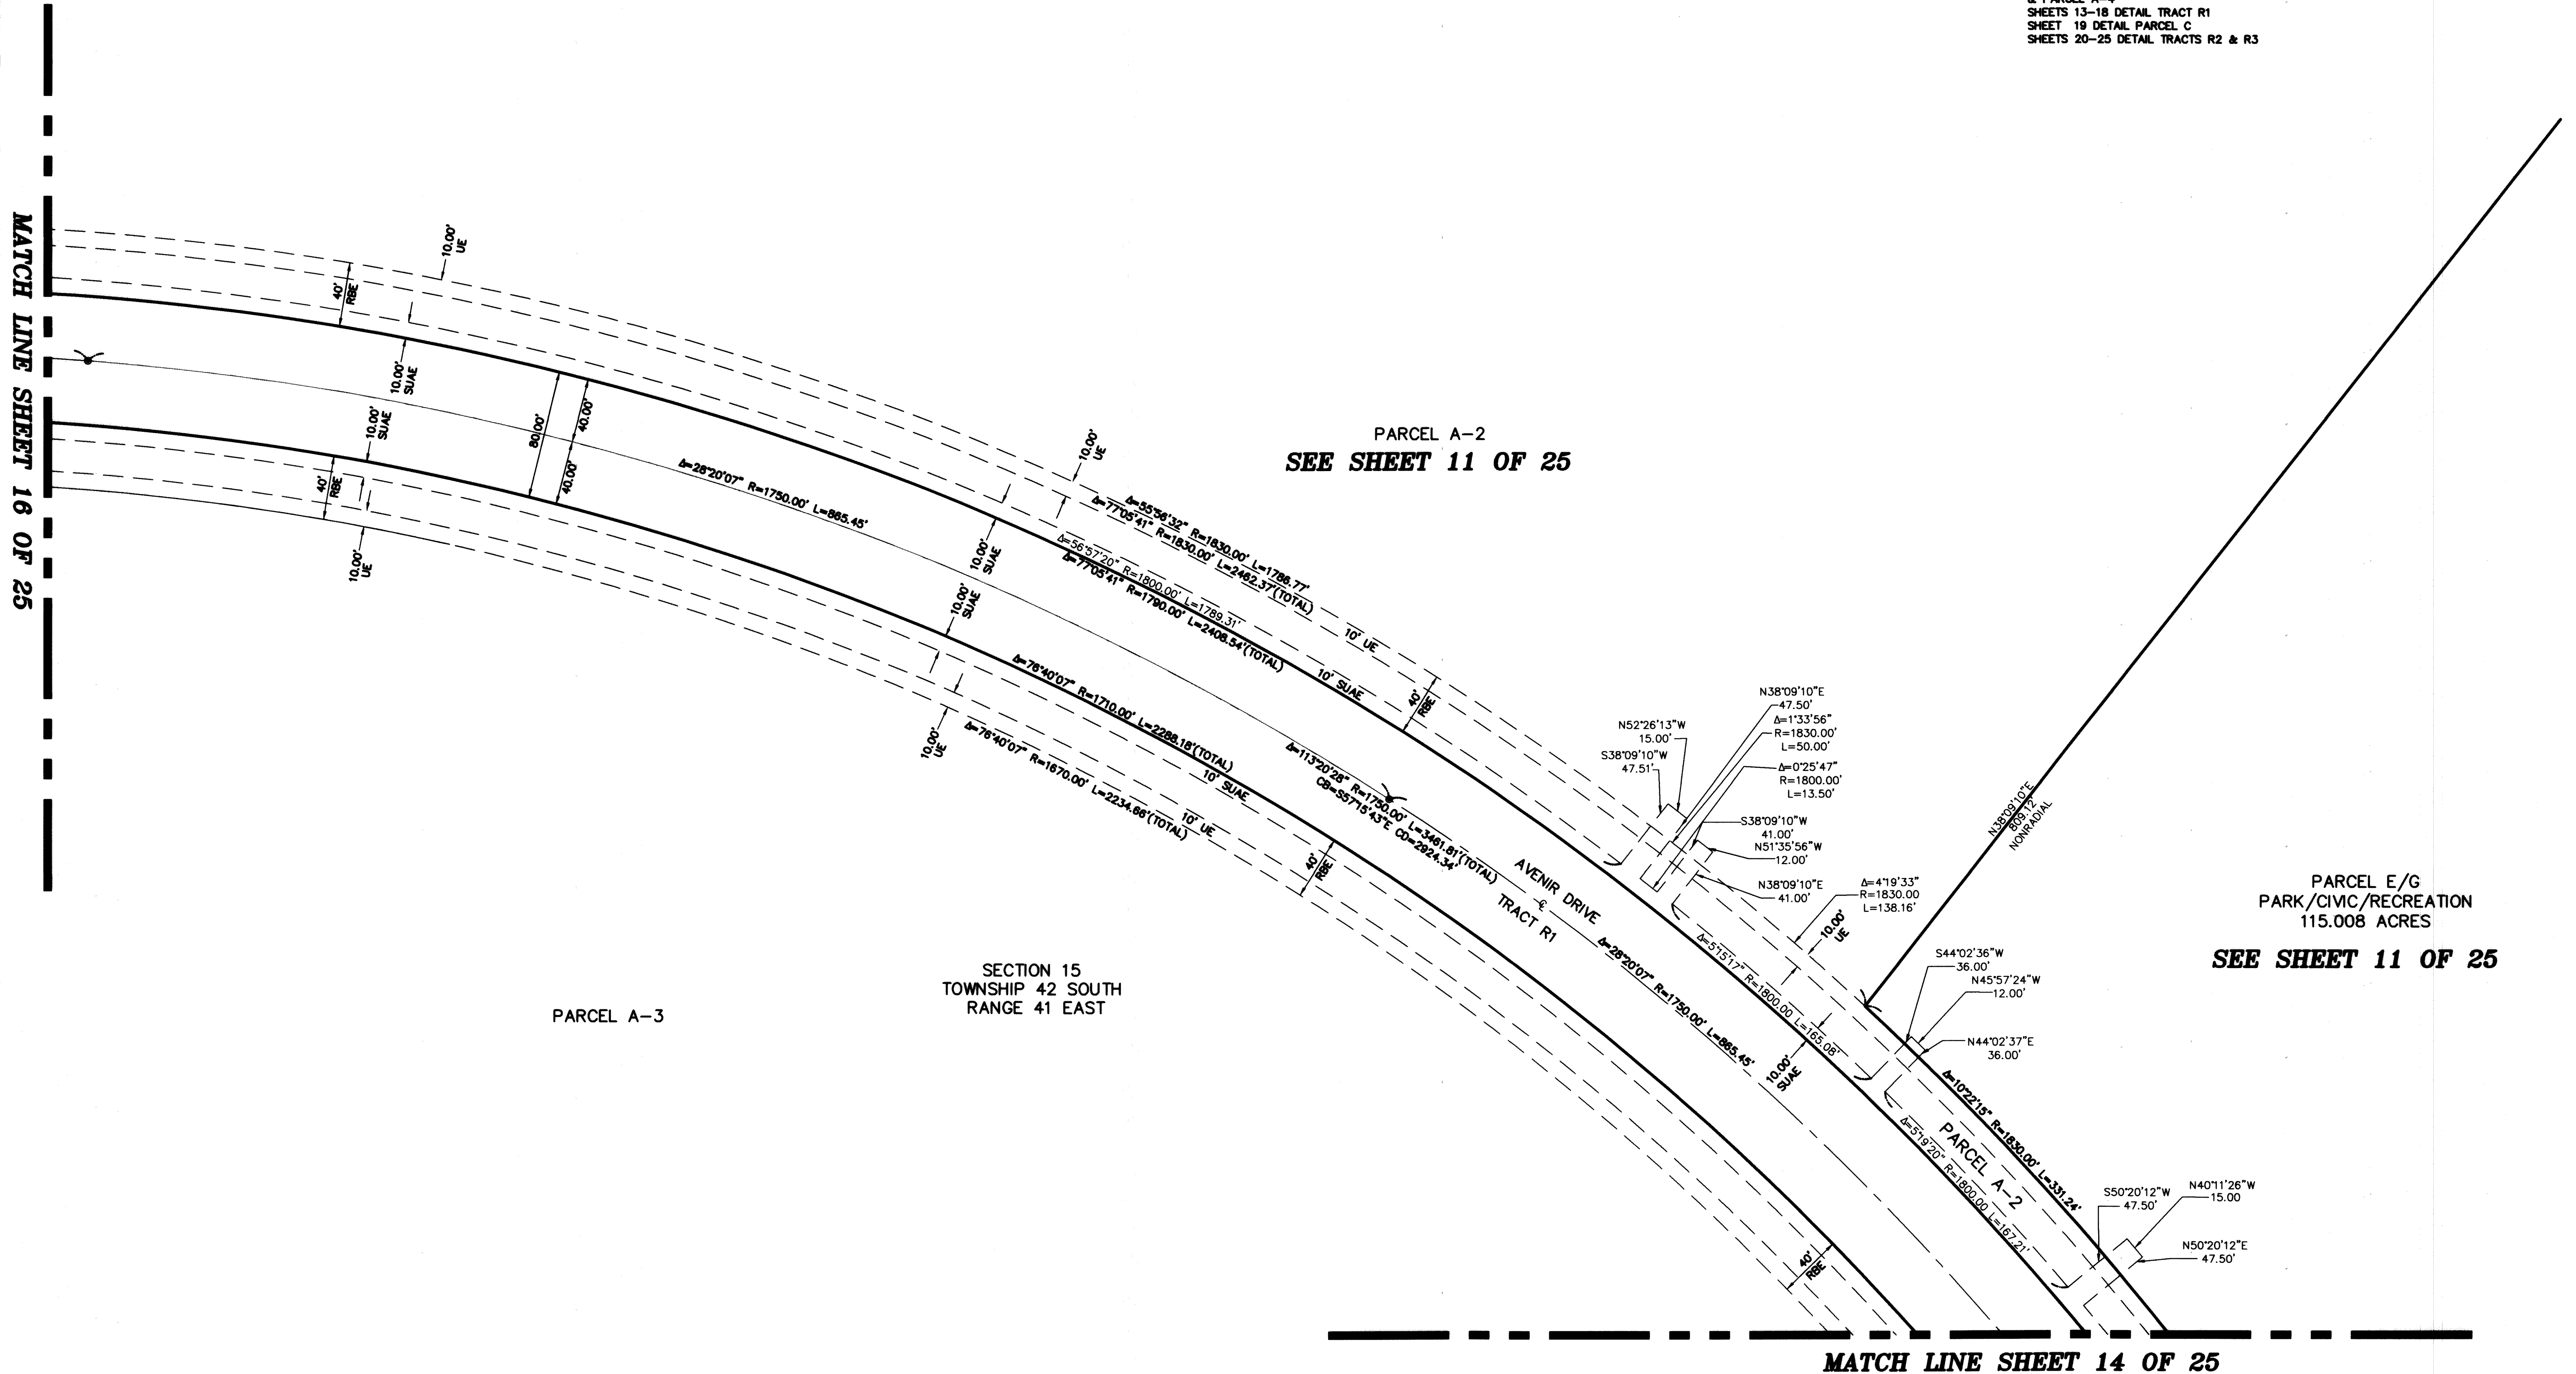 & PARCEL A-4
SHEETS 13-18 DETAIL TRACT R1
SHEET 19 DETAIL PARCEL C
SHEETS 20-25 DETAIL TRACTS R2 & R3
MATCH LINE SHEET 16 OF 25
10.00'
UE
40'
RBE
10.00'
SUAE
10.00'
SUAE
80.00'
40.00'
40.00'
40'
RBE
10.00'
UE
Δ=28°20'07" R=1750.00' L=865.45'
10.00'
UE
PARCEL A-2
SEE SHEET 11 OF 25
Δ=55°56'32" R=1830.00' L=1786.77'
Δ=77°05'41" R=1830.00' L=2462.37'(TOTAL)
Δ=56°57'20" R=1800.00' L=1789.31'
Δ=77°05'41" R=1790.00' L=2408.54'(TOTAL)
10.00'
SUAE
10.00'
SUAE
10' UE
10' SUAE
40'
RBE
Δ=76°40'07" R=1710.00' L=2288.18'(TOTAL)
10' SUAE
10.00'
UE
Δ=76°40'07" R=1670.00' L=2234.66'(TOTAL)
10' UE
40'
RBE
Δ=113°20'28" R=1750.00' L=3461.81'(TOTAL)
CB=S57°15'43"E CD=2924.34'
AVENIR DRIVE
℄
TRACT R1
Δ=28°20'07" R=1750.00' L=865.45'
N38°09'10"E
47.50'
N52°26'13"W
15.00'
Δ=1°33'56"
R=1830.00'
L=50.00'
S38°09'10"W
47.51'
Δ=0°25'47"
R=1800.00'
L=13.50'
S38°09'10"W
41.00'
N51°35'56"W
12.00'
N38°09'10"E
41.00'
Δ=4°19'33"
R=1830.00
L=138.16'
10.00'
UE
N38°09'10"E
809.12'
NONRADIAL
PARCEL E/G
PARK/CIVIC/RECREATION
115.008 ACRES
SEE SHEET 11 OF 25
Δ=5°15'17" R=1800.00 L=165.08'
10.00'
SUAE
S44°02'36"W
36.00'
N45°57'24"W
12.00'
N44°02'37"E
36.00'
Δ=10°22'15" R=1830.00' L=331.24'
PARCEL A-2
Δ=5°19'20" R=1800.00 L=167.21'
S50°20'12"W
47.50'
N40°11'26"W
15.00
N50°20'12"E
47.50'
40'
RBE
SECTION 15
TOWNSHIP 42 SOUTH
RANGE 41 EAST
PARCEL A-3
MATCH LINE SHEET 14 OF 25